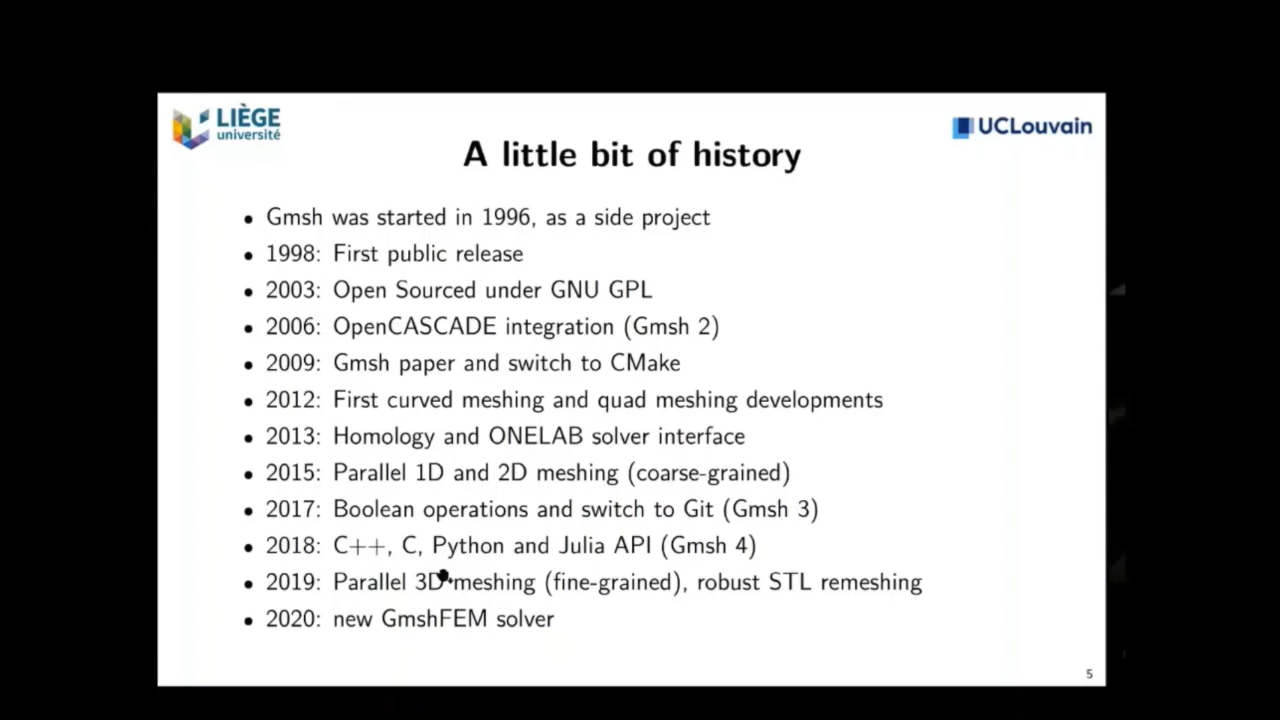 LIÈGE
université
UCLouvain
A little bit of history
• Gmsh was started in 1996, as a side project
• 1998: First public release
• 2003: Open Sourced under GNU GPL
• 2006: OpenCASCADE integration (Gmsh 2)
• 2009: Gmsh paper and switch to CMake
• 2012: First curved meshing and quad meshing developments
• 2013: Homology and ONELAB solver interface
• 2015: Parallel 1D and 2D meshing (coarse-grained)
• 2017: Boolean operations and switch to Git (Gmsh 3)
• 2018: C++, C, Python and Julia API (Gmsh 4)
• 2019: Parallel 3D meshing (fine-grained), robust STL remeshing
• 2020: new GmshFEM solver
5